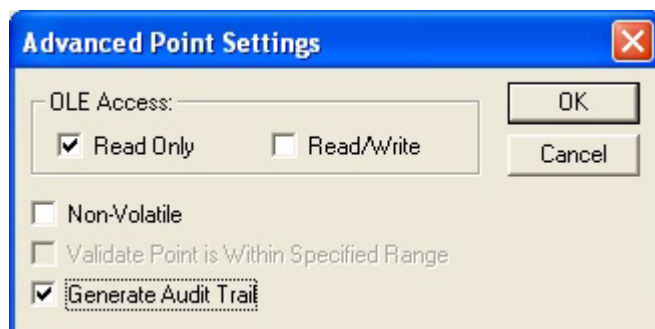 Advanced Point Settings
OLE Access:
OK
Read Only
Read/Write
Cancel
Non-Volatile
Validate Point is Within Specified Range
Generate Audit Trail